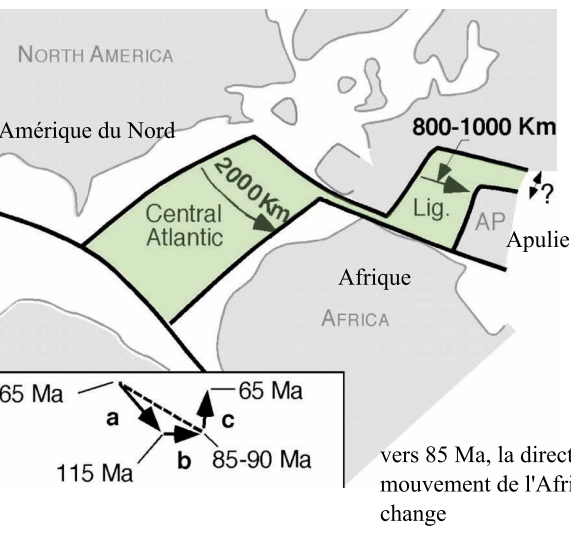 NORTH AMERICA
Amérique du Nord
800-1000 Km
2000 Km
?
Central
Atlantic
Lig.
AP
Apulie
Afrique
AFRICA
65 Ma
65 Ma
a
c
115 Ma
b
85-90 Ma
vers 85 Ma, la direct
mouvement de l'Afri
change